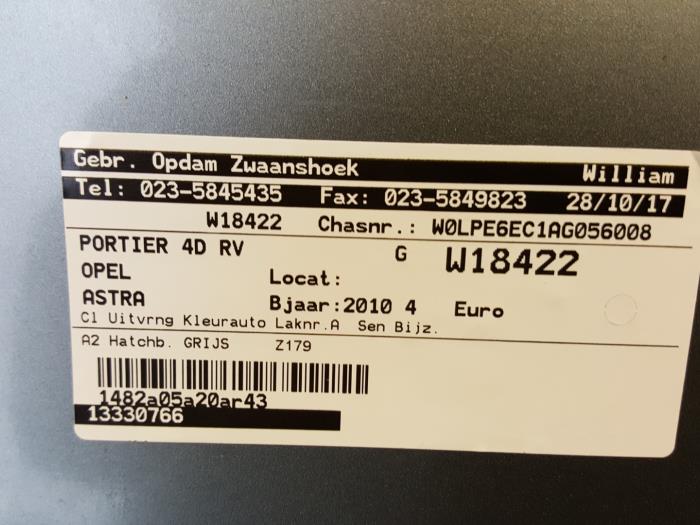 Gebr. Opdam Zwaanshoek William
Tel: 023-5845435 Fax: 023-5849823 28/10/17
W18422 Chasnr.: W0LPE6EC1AG056008
PORTIER 4D RV G W18422
OPEL Locat:
ASTRA Bjaar:2010 4 Euro
Cl Uitvrng Kleurauto Laknr.A Sen Bijz.
A2 Hatchb. GRIJS Z179
1482a05a20ar43
13330766